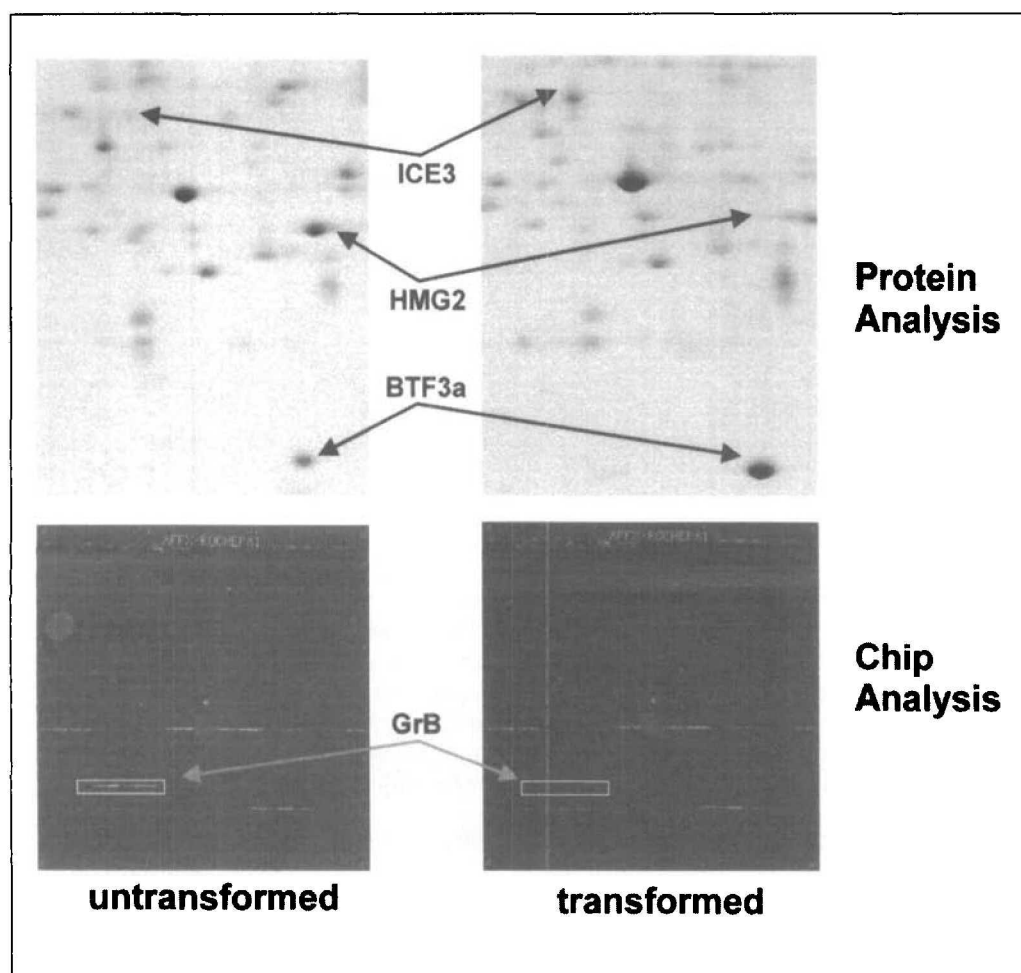 ICE3
HMG2
Protein
Analysis
BTF3a
GrB
Chip
Analysis
untransformed
transformed